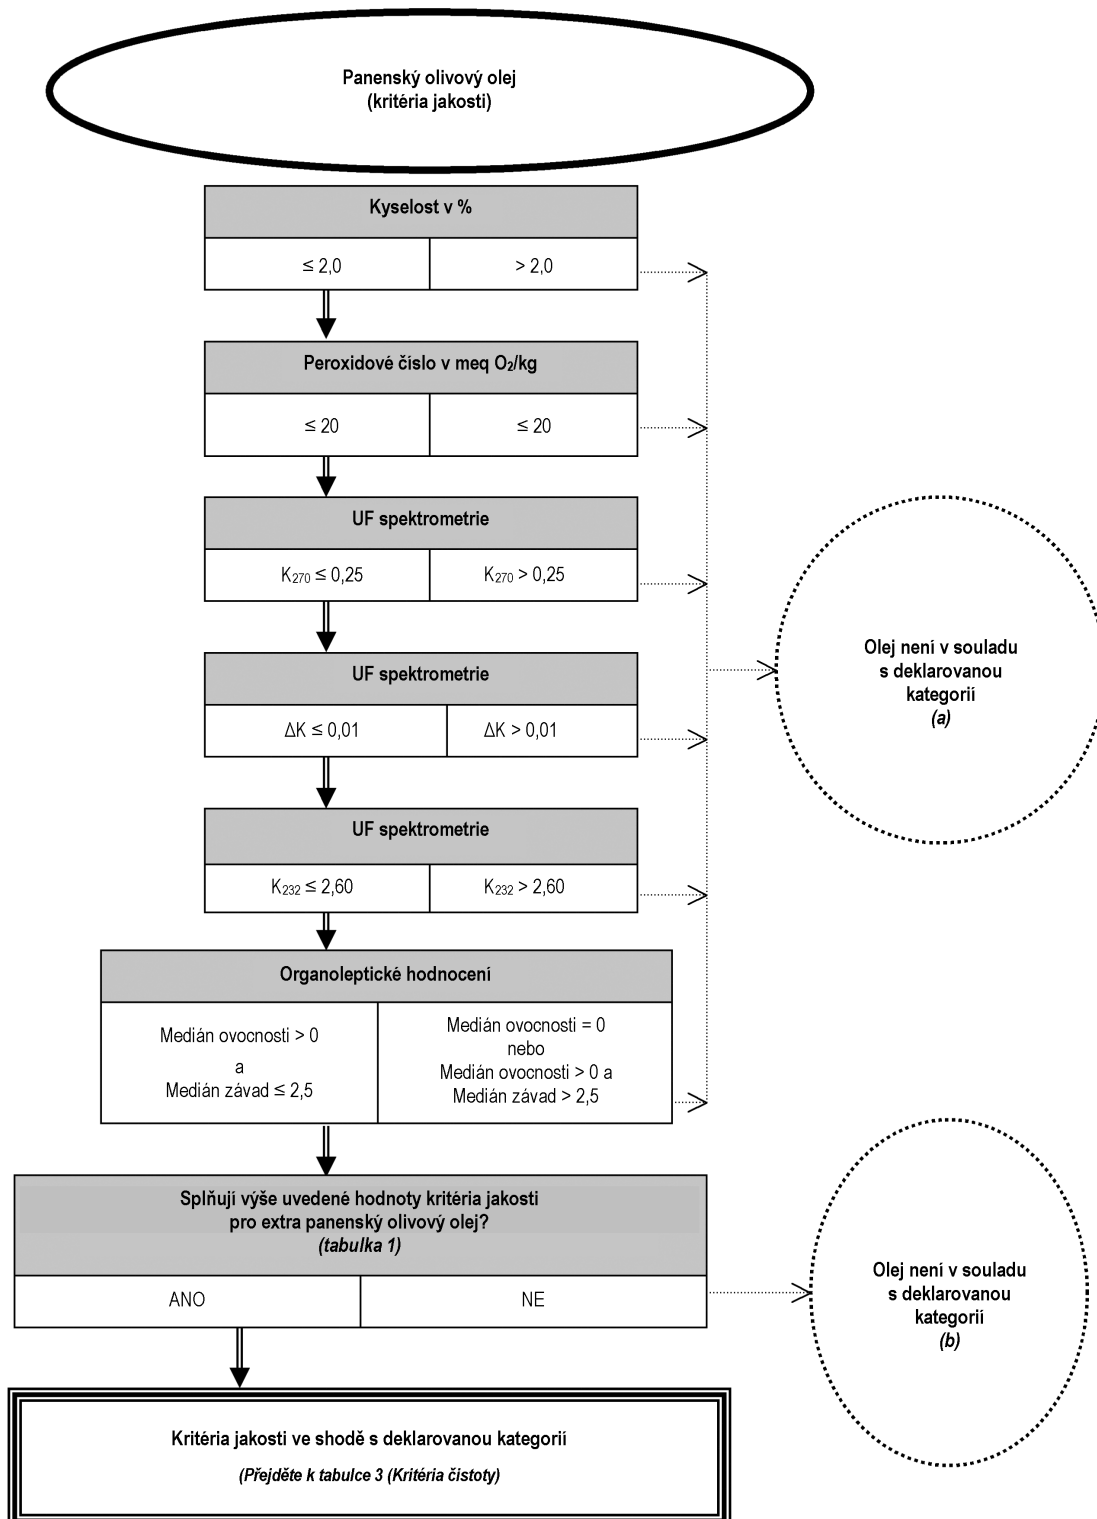 Panenský olivový olej
(kritéria jakosti)
Kyselost v %
≤ 2,0
> 2,0
Peroxidové číslo v meq O₂/kg
≤ 20
≤ 20
UF spektrometrie
K₂₇₀ ≤ 0,25
K₂₇₀ > 0,25
UF spektrometrie
ΔK ≤ 0,01
ΔK > 0,01
UF spektrometrie
K₂₃₂ ≤ 2,60
K₂₃₂ > 2,60
Olej není v souladu
s deklarovanou
kategorií
(a)
Organoleptické hodnocení
Medián ovocnosti > 0
a
Medián závad ≤ 2,5
Medián ovocnosti = 0
nebo
Medián ovocnosti > 0 a
Medián závad > 2,5
Splňují výše uvedené hodnoty kritéria jakosti
pro extra panenský olivový olej?
(tabulka 1)
ANO
NE
Olej není v souladu
s deklarovanou
kategorií
(b)
Kritéria jakosti ve shodě s deklarovanou kategorií
(Přejděte k tabulce 3 (Kritéria čistoty)